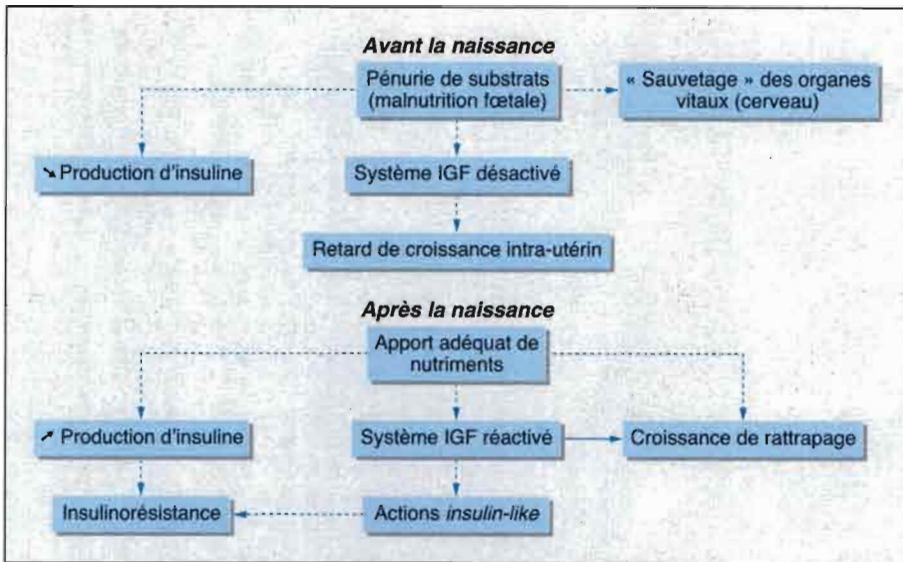 Avant la naissance
Pénurie de substrats
(malnutrition fœtale)
« Sauvetage » des organes
vitaux (cerveau)
↘ Production d'insuline
Système IGF désactivé
Retard de croissance intra-utérin
Après la naissance
Apport adéquat de
nutriments
↗ Production d'insuline
Système IGF réactivé
Croissance de rattrapage
Insulinorésistance
Actions insulin-like